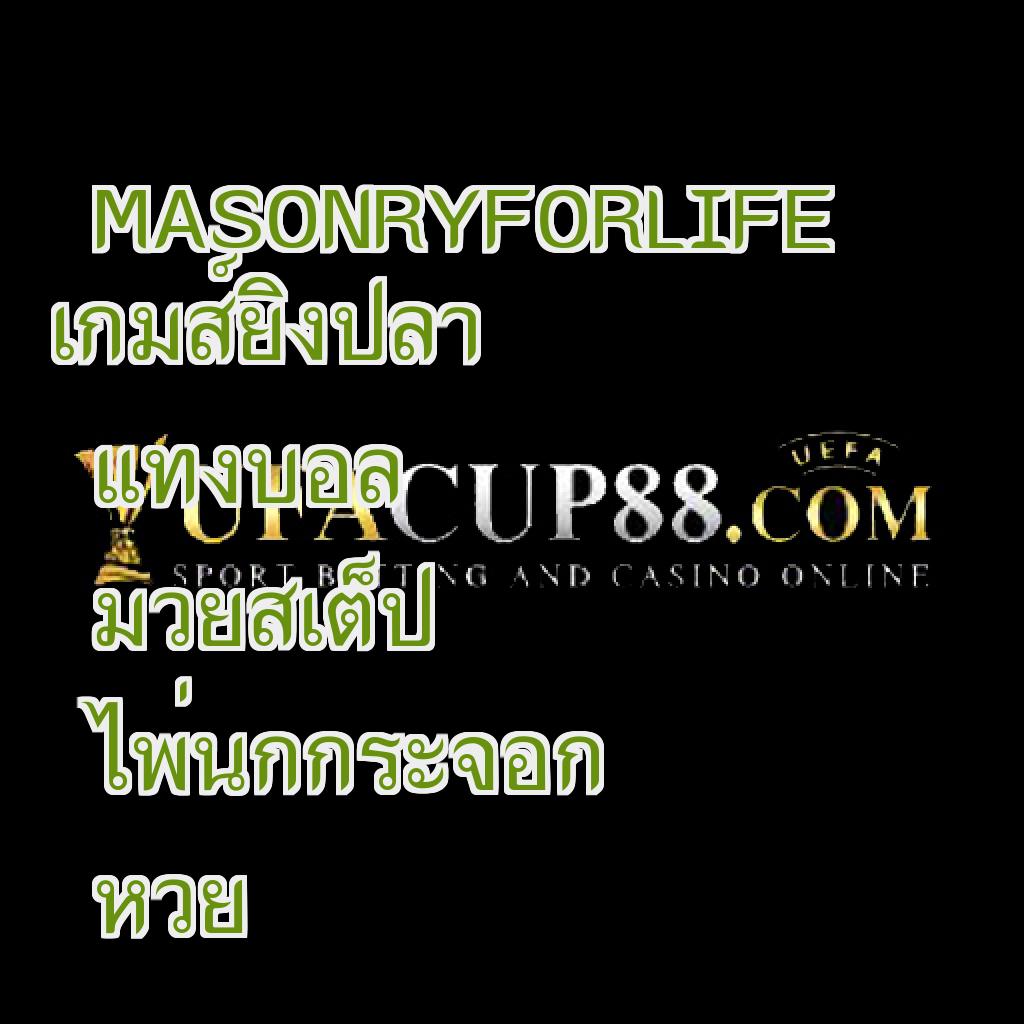 MASONRYFORLIFE
เกมส์ยิงปลา
แทงบอล
UEFA
UFACUP88.COM
SPORT BETTING AND CASINO ONLINE
มวยสเต็ป
ไพ่นกกระจอก
หวย